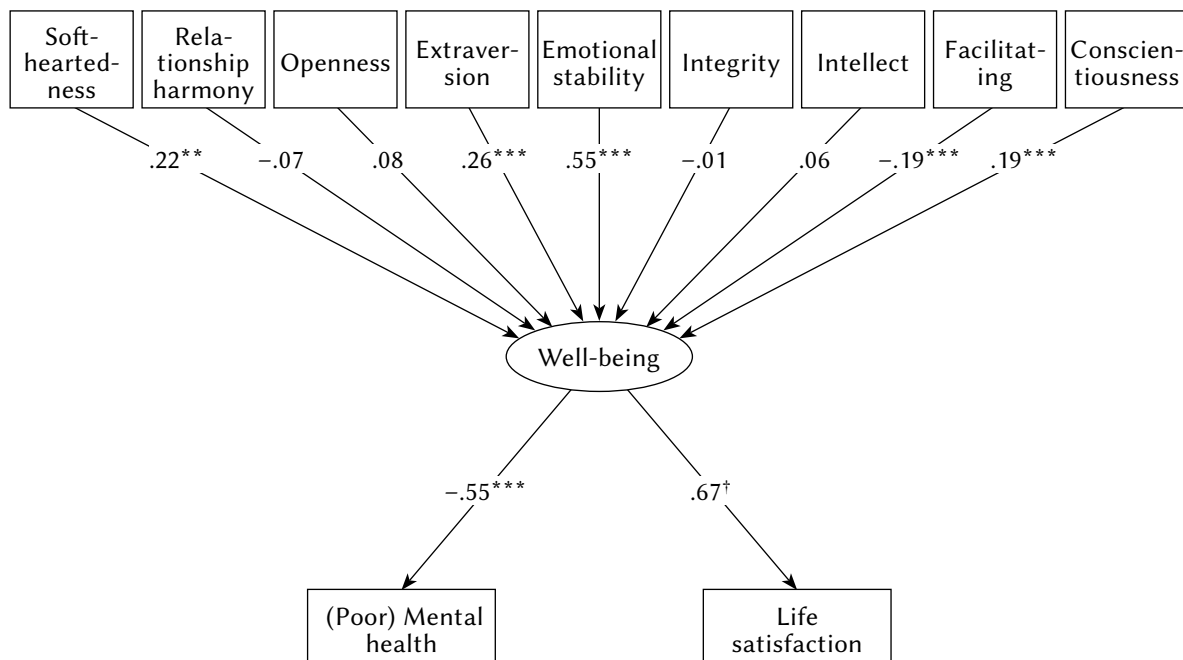 Soft-
hearted-
ness
Rela-
tionship
harmony
Openness
Extraver-
sion
Emotional
stability
Integrity
Intellect
Facilitat-
ing
Conscien-
tiousness
.22**
−.07
.08
.26***
.55***
−.01
.06
−.19***
.19***
Well-being
−.55***
.67†
(Poor) Mental
health
Life
satisfaction